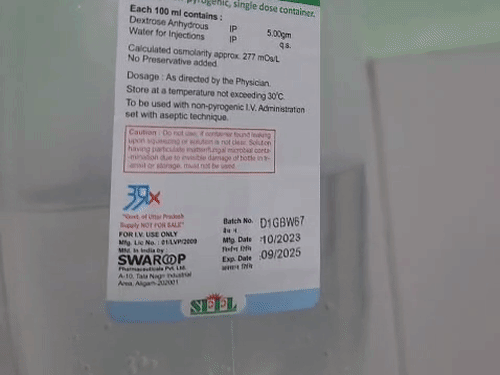 pyrogenic, single dose container.
Each 100 ml contains :
Dextrose Anhydrous IP 5.00gm
Water for Injections IP q.s.
Calculated osmolarity approx. 277 mOs/L
No Preservative added.
Dosage : As directed by the Physician.
Store at a temperature not exceeding 30°C.
To be used with non-pyrogenic I.V. Administration
set with aseptic technique.
Caution : Do not use, if container found leaking
upon squeezing or solution is not clear. Solution
having particulate matter/fungal microbial conta-
mination due to invisible damage of bottle in tr-
ansit or storage, must not be used.
"Govt. of Uttar Pradesh
Supply NOT FOR SALE"
FOR I.V. USE ONLY
Mfg. Lic No. : 01/LVP/2009
Mfd. in India by
SWAROOP
Pharmaceuticals Pvt. Ltd.
A-10, Tala Nagri Industrial
Area, Aligarh-202001
Batch No. D1GBW67
बैच नं.
Mfg. Date :10/2023
निर्माण तिथि
Exp. Date .09/2025
अवसान तिथि
SPPL